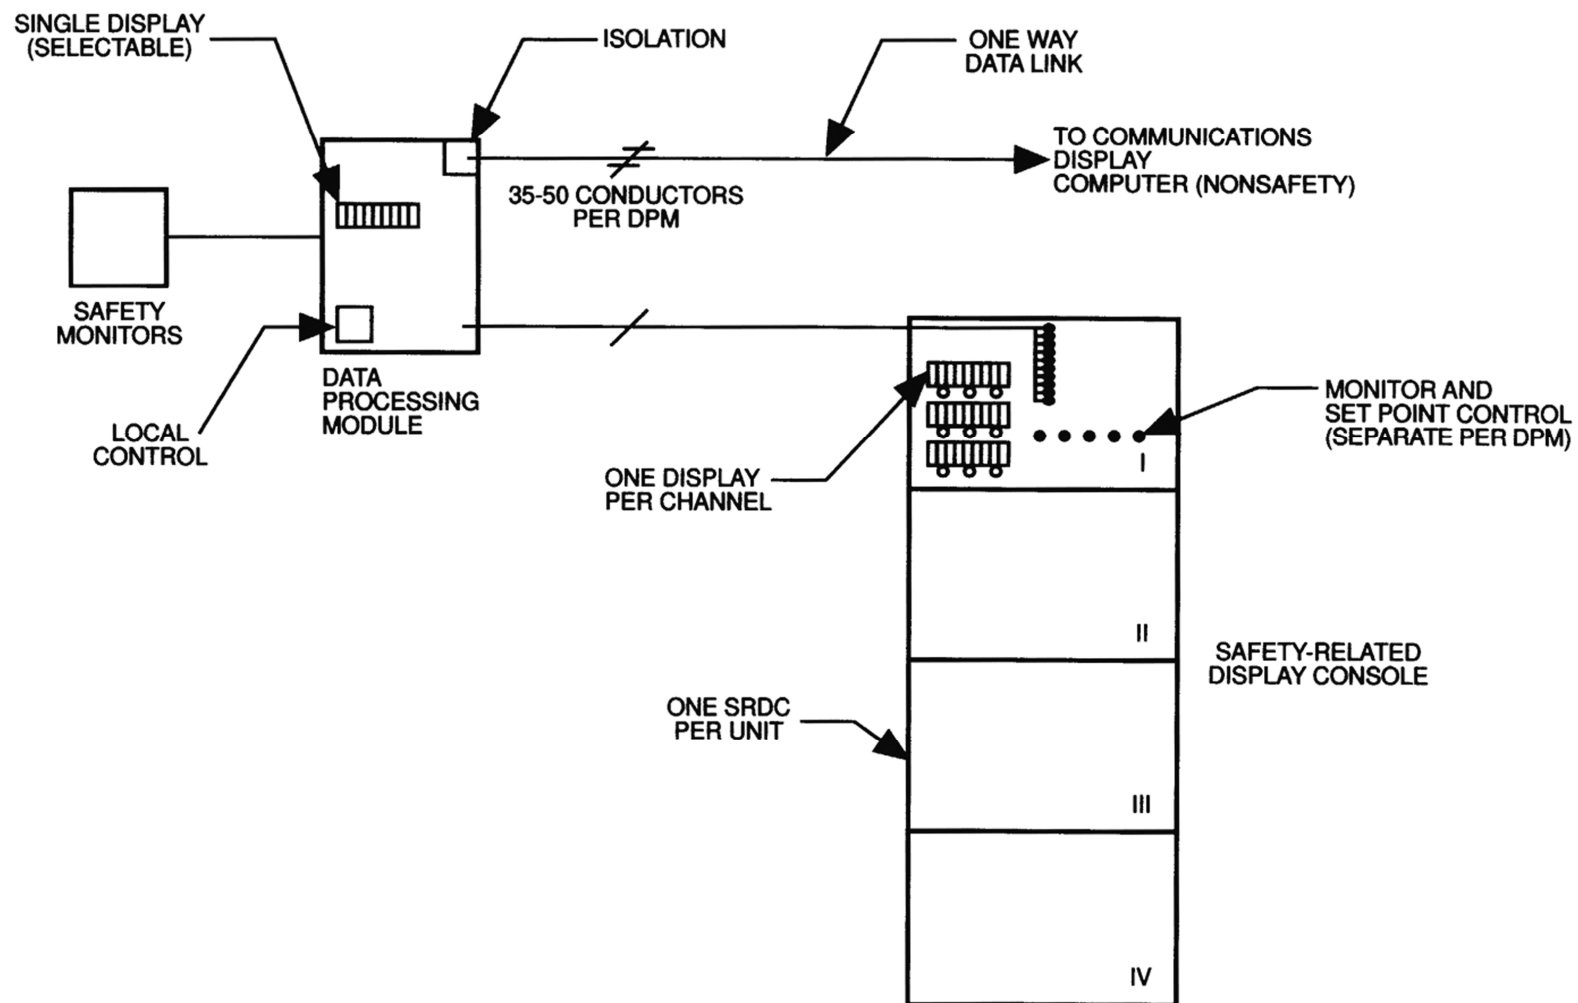 SINGLE DISPLAY
(SELECTABLE)
ISOLATION
ONE WAY
DATA LINK
TO COMMUNICATIONS
DISPLAY
COMPUTER (NONSAFETY)
35-50 CONDUCTORS
PER DPM
SAFETY
MONITORS
LOCAL
CONTROL
DATA
PROCESSING
MODULE
ONE DISPLAY
PER CHANNEL
MONITOR AND
SET POINT CONTROL
(SEPARATE PER DPM)
I
II
SAFETY-RELATED
DISPLAY CONSOLE
ONE SRDC
PER UNIT
III
IV